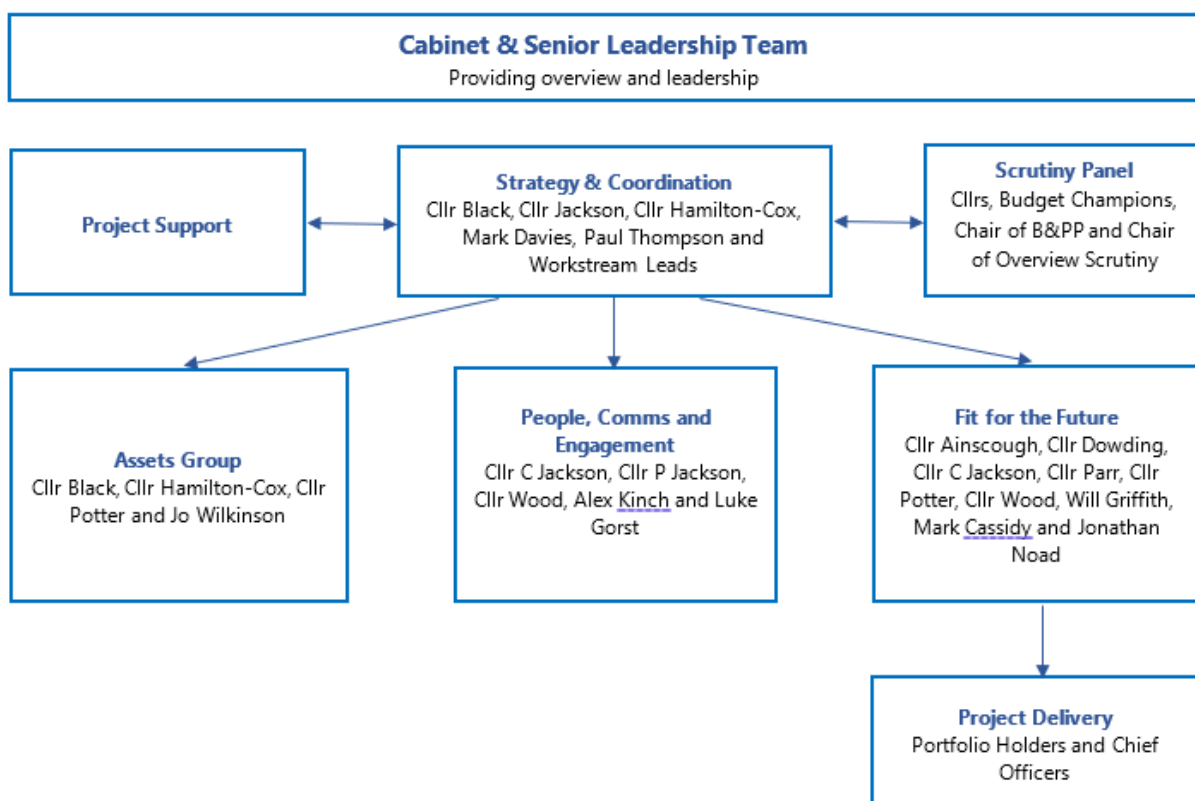 Cabinet & Senior Leadership Team
Providing overview and leadership
Project Support
Strategy & Coordination
Cllr Black, Cllr Jackson, Cllr Hamilton-Cox,
Mark Davies, Paul Thompson and
Workstream Leads
Scrutiny Panel
Cllrs, Budget Champions,
Chair of B&PP and Chair
of Overview Scrutiny
Assets Group
Cllr Black, Cllr Hamilton-Cox, Cllr
Potter and Jo Wilkinson
People, Comms and
Engagement
Cllr C Jackson, Cllr P Jackson,
Cllr Wood, Alex Kinch and Luke
Gorst
Fit for the Future
Cllr Ainscough, Cllr Dowding,
Cllr C Jackson, Cllr Parr, Cllr
Potter, Cllr Wood, Will Griffith,
Mark Cassidy and Jonathan
Noad
Project Delivery
Portfolio Holders and Chief
Officers